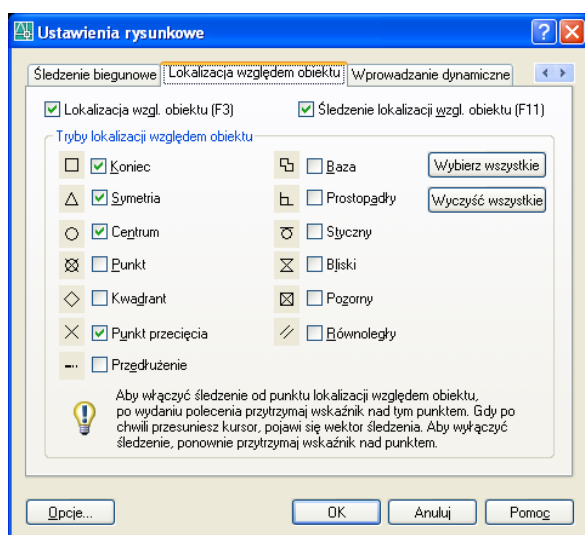 Ustawienia rysunkowe
Śledzenie biegunowe Lokalizacja względem obiektu Wprowadzanie dynamiczne
Lokalizacja wzgl. obiektu (F3) Śledzenie lokalizacji wzgl. obiektu (F11)
Tryby lokalizacji względem obiektu
Koniec Baza Wybierz wszystkie
Symetria Prostopadły Wyczyść wszystkie
Centrum Styczny
Punkt Bliski
Kwadrant Pozorny
Punkt przecięcia Równoległy
Przedłużenie
Aby włączyć śledzenie od punktu lokalizacji względem obiektu,
po wydaniu polecenia przytrzymaj wskaźnik nad tym punktem. Gdy po
chwili przesuniesz kursor, pojawi się wektor śledzenia. Aby wyłączyć
śledzenie, ponownie przytrzymaj wskaźnik nad punktem.
Opcje... OK Anuluj Pomoc